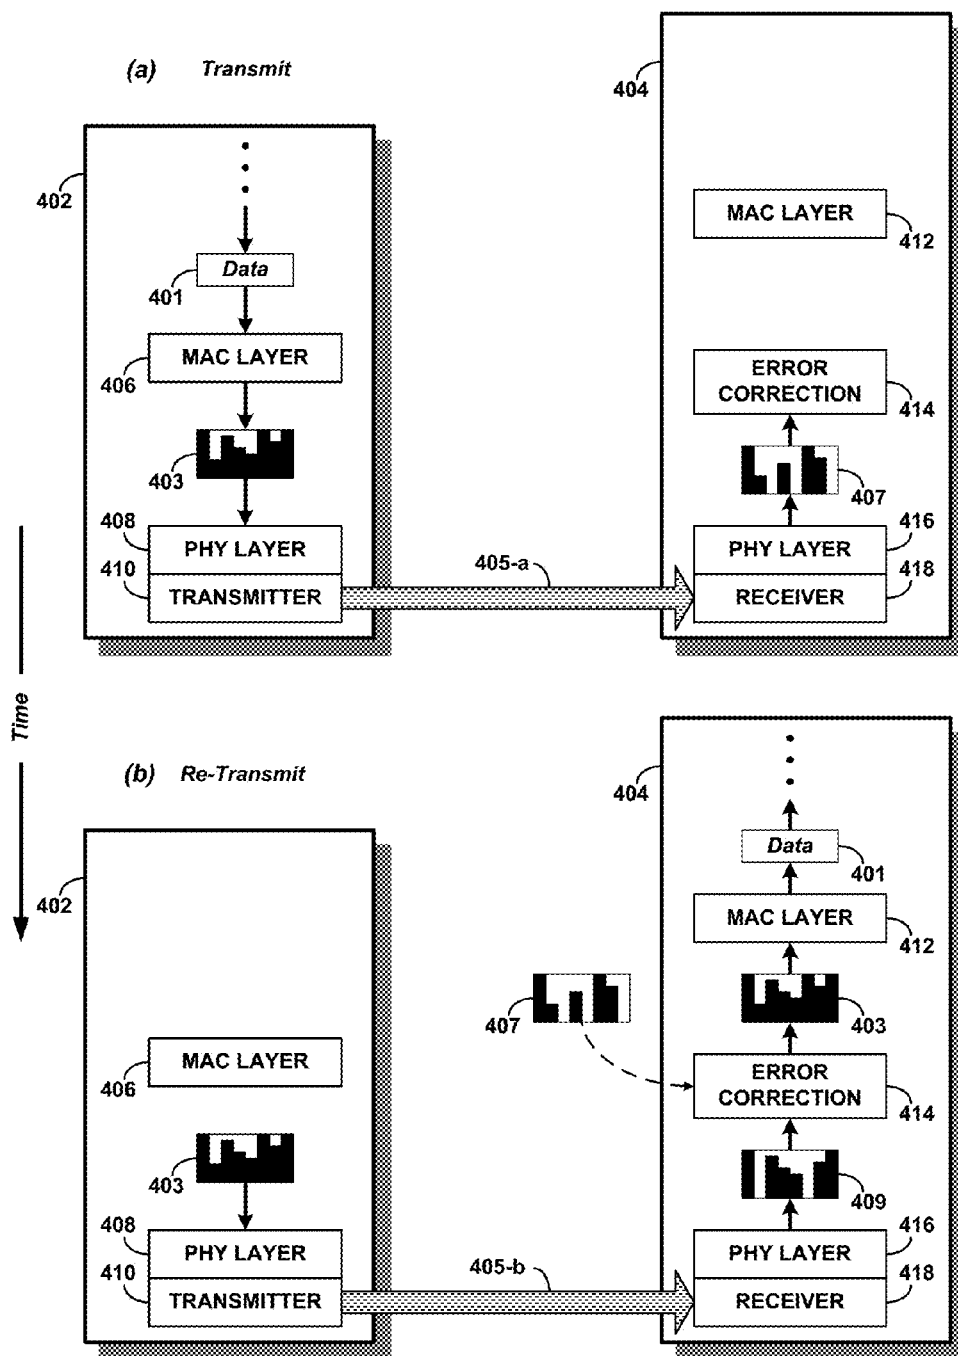 (a) Transmit
404
402
MAC LAYER
412
Data
401
MAC LAYER
406
ERROR
CORRECTION
414
403
407
408
PHY LAYER
416
PHY LAYER
410
TRANSMITTER
405-a
418
RECEIVER
Time
(b) Re-Transmit
404
402
Data
401
MAC LAYER
412
407
403
MAC LAYER
406
ERROR
CORRECTION
414
403
409
408
PHY LAYER
416
PHY LAYER
410
TRANSMITTER
405-b
418
RECEIVER